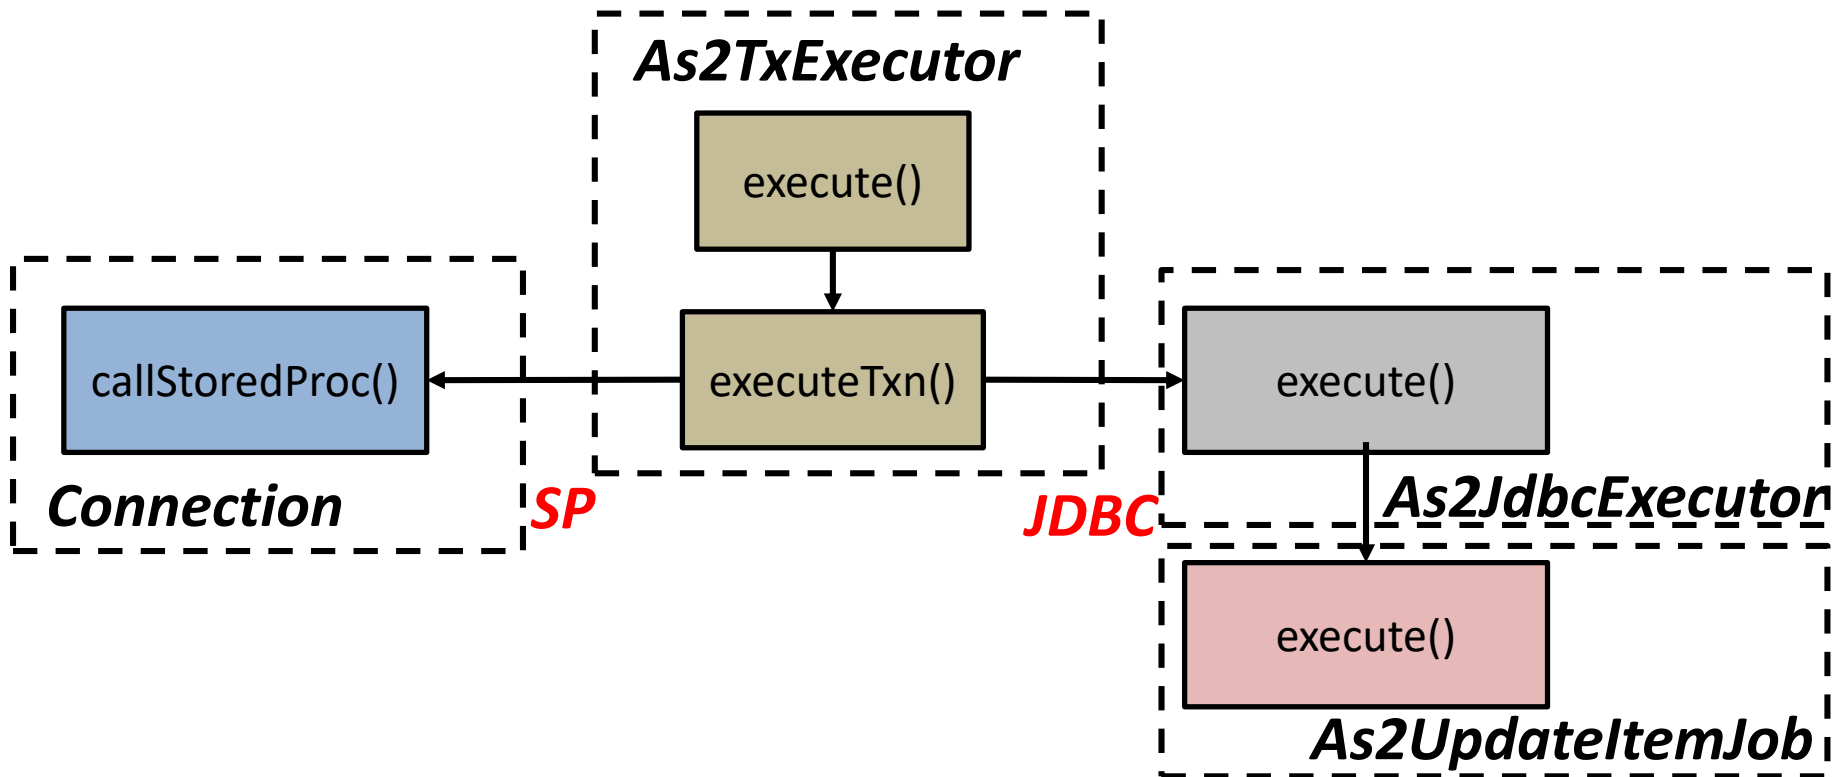 As2TxExecutor
execute()
callStoredProc()
executeTxn()
execute()
Connection
SP
JDBC
As2JdbcExecutor
execute()
As2UpdateItemJob